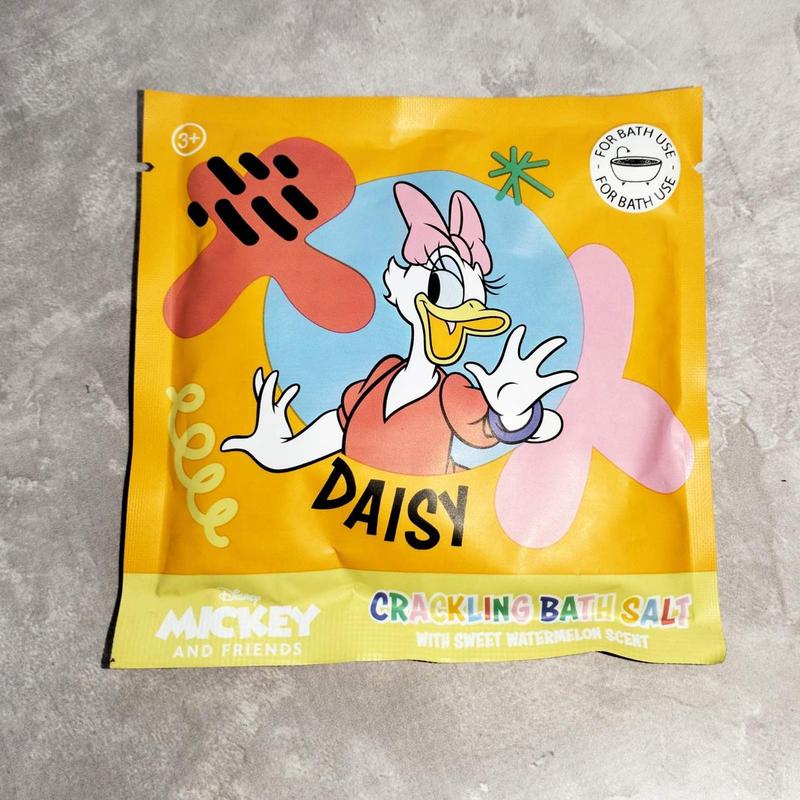 3+
FOR BATH USE
FOR BATH USE
DAISY
Disney
MICKEY
AND FRIENDS
CRACKLING BATH SALT
WITH SWEET WATERMELON SCENT